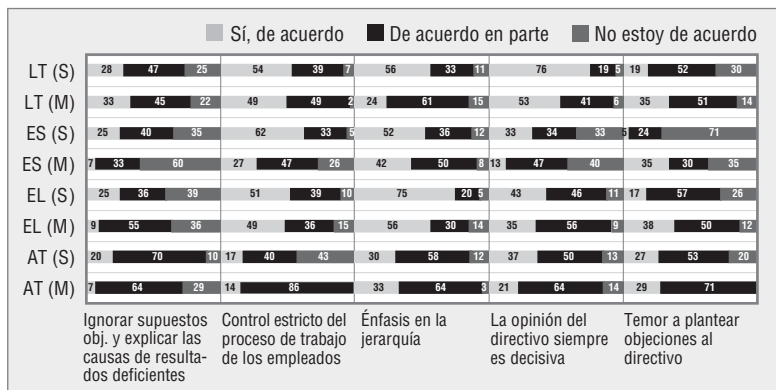 Sí, de acuerdo De acuerdo en parte No estoy de acuerdo
LT (S) 28 47 25 54 39 7 56 33 11 76 19 5 19 52 30
LT (M) 33 45 22 49 49 2 24 61 15 53 41 6 35 51 14
ES (S) 25 40 35 62 33 5 52 36 12 33 34 33 5 24 71
ES (M) 7 33 60 27 47 26 42 50 8 13 47 40 35 30 35
EL (S) 25 36 39 51 39 10 75 20 5 43 46 11 17 57 26
EL (M) 9 55 36 49 36 15 56 30 14 35 56 9 38 50 12
AT (S) 20 70 10 17 40 43 30 58 12 37 50 13 27 53 20
AT (M) 7 64 29 14 86 33 64 3 21 64 14 29 71
Ignorar supuestos
obj. y explicar las
causas de resulta-
dos deficientes
Control estricto del
proceso de trabajo
de los empleados
Énfasis en la
jerarquía
La opinión del
directivo siempre
es decisiva
Temor a plantear
objeciones al
directivo